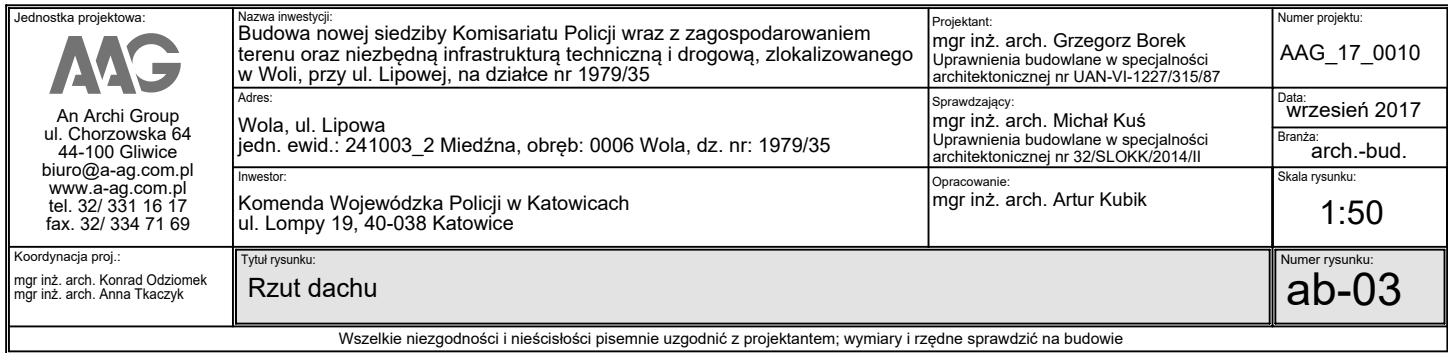 Jednostka projektowa:
AAG
An Archi Group
ul. Chorzowska 64
44-100 Gliwice
biuro@a-ag.com.pl
www.a-ag.com.pl
tel. 32/ 331 16 17
fax. 32/ 334 71 69
Nazwa inwestycji:
Budowa nowej siedziby Komisariatu Policji wraz z zagospodarowaniem
terenu oraz niezbędną infrastrukturą techniczną i drogową, zlokalizowanego
w Woli, przy ul. Lipowej, na działce nr 1979/35
Adres:
Wola, ul. Lipowa
jedn. ewid.: 241003_2 Miedźna, obręb: 0006 Wola, dz. nr: 1979/35
Inwestor:
Komenda Wojewódzka Policji w Katowicach
ul. Lompy 19, 40-038 Katowice
Projektant:
mgr inż. arch. Grzegorz Borek
Uprawnienia budowlane w specjalności
architektonicznej nr UAN-VI-1227/315/87
Sprawdzający:
mgr inż. arch. Michał Kuś
Uprawnienia budowlane w specjalności
architektonicznej nr 32/SLOKK/2014/II
Opracowanie:
mgr inż. arch. Artur Kubik
Numer projektu:
AAG_17_0010
Data:
wrzesień 2017
Branża:
arch.-bud.
Skala rysunku:
1:50
Koordynacja proj.:
mgr inż. arch. Konrad Odziomek
mgr inż. arch. Anna Tkaczyk
Tytuł rysunku:
Rzut dachu
Numer rysunku:
ab-03
Wszelkie niezgodności i nieścisłości pisemnie uzgodnić z projektantem; wymiary i rzędne sprawdzić na budowie